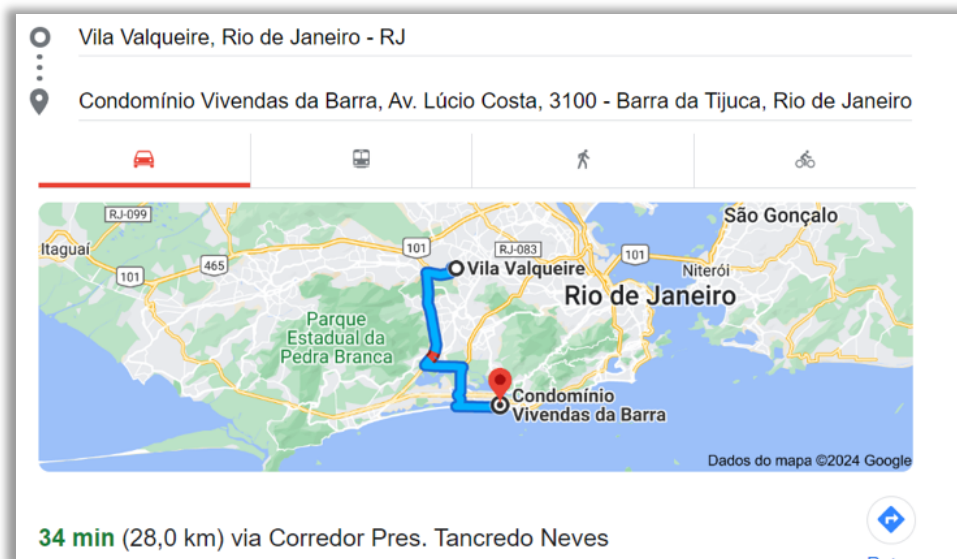 Vila Valqueire, Rio de Janeiro - RJ
Condomínio Vivendas da Barra, Av. Lúcio Costa, 3100 - Barra da Tijuca, Rio de Janeiro
RJ-099
São Gonçalo
Itaguaí
101
RJ-083
101
465
101
Vila Valqueire
Niterói
Rio de Janeiro
Parque
Estadual da
Pedra Branca
Condomínio
Vivendas da Barra
Dados do mapa ©2024 Google
34 min (28,0 km) via Corredor Pres. Tancredo Neves